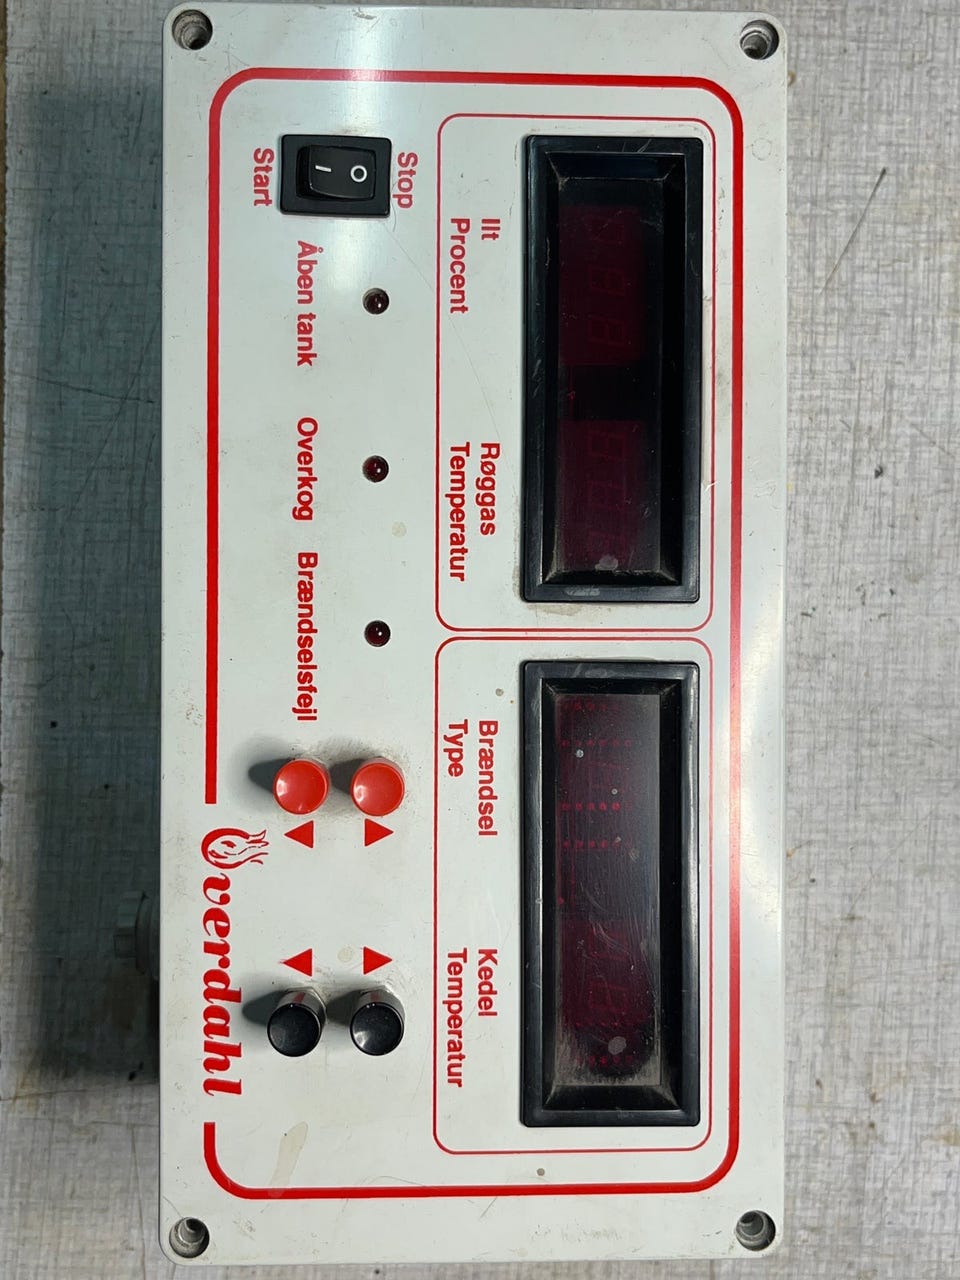 Ilt
Procent
Røggas
Temperatur
Brændsel
Type
Kedel
Temperatur
Stop
Start
Åben tank
Overkog
Brændselsfejl
Overdahl